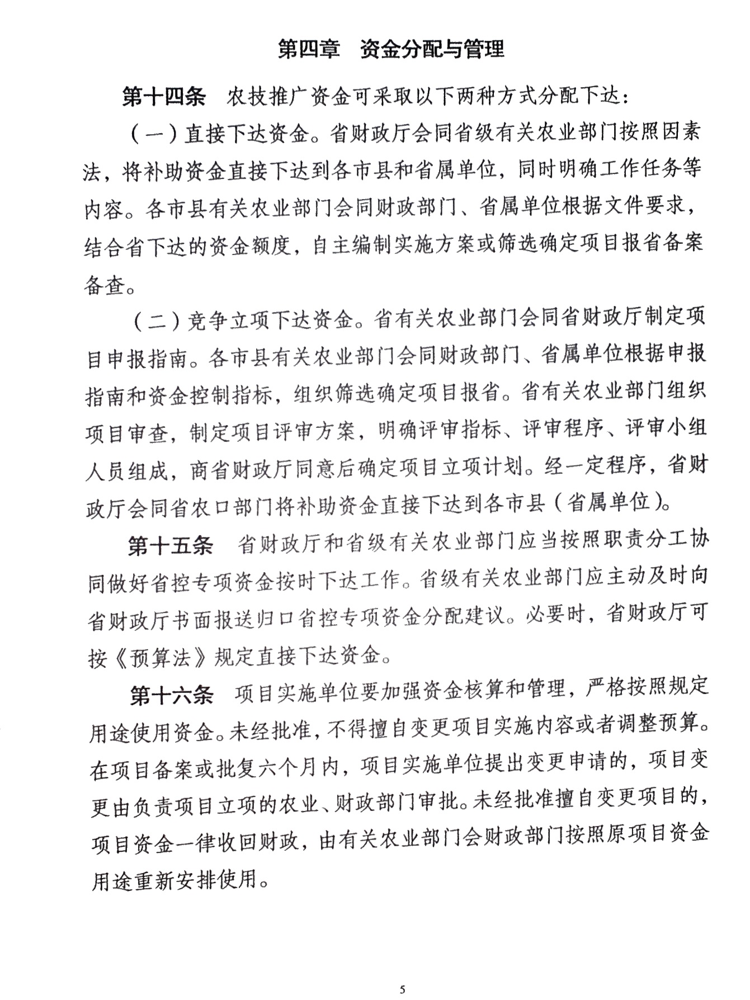 第四章　资金分配与管理
第十四条　农技推广资金可采取以下两种方式分配下达：
（一）直接下达资金。省财政厅会同省级有关农业部门按照因素
法，将补助资金直接下达到各市县和省属单位，同时明确工作任务等
内容。各市县有关农业部门会同财政部门、省属单位根据文件要求，
结合省下达的资金额度，自主编制实施方案或筛选确定项目报省备案
备查。
（二）竞争立项下达资金。省有关农业部门会同省财政厅制定项
目申报指南。各市县有关农业部门会同财政部门、省属单位根据申报
指南和资金控制指标，组织筛选确定项目报省。省有关农业部门组织
项目审查，制定项目评审方案，明确评审指标、评审程序、评审小组
人员组成，商省财政厅同意后确定项目立项计划。经一定程序，省财
政厅会同省农口部门将补助资金直接下达到各市县（省属单位）。
第十五条　省财政厅和省级有关农业部门应当按照职责分工协
同做好省控专项资金按时下达工作。省级有关农业部门应主动及时向
省财政厅书面报送归口省控专项资金分配建议。必要时，省财政厅可
按《预算法》规定直接下达资金。
第十六条　项目实施单位要加强资金核算和管理，严格按照规定
用途使用资金。未经批准，不得擅自变更项目实施内容或者调整预算。
在项目备案或批复六个月内，项目实施单位提出变更申请的，项目变
更由负责项目立项的农业、财政部门审批。未经批准擅自变更项目的，
项目资金一律收回财政，由有关农业部门会财政部门按照原项目资金
用途重新安排使用。
5